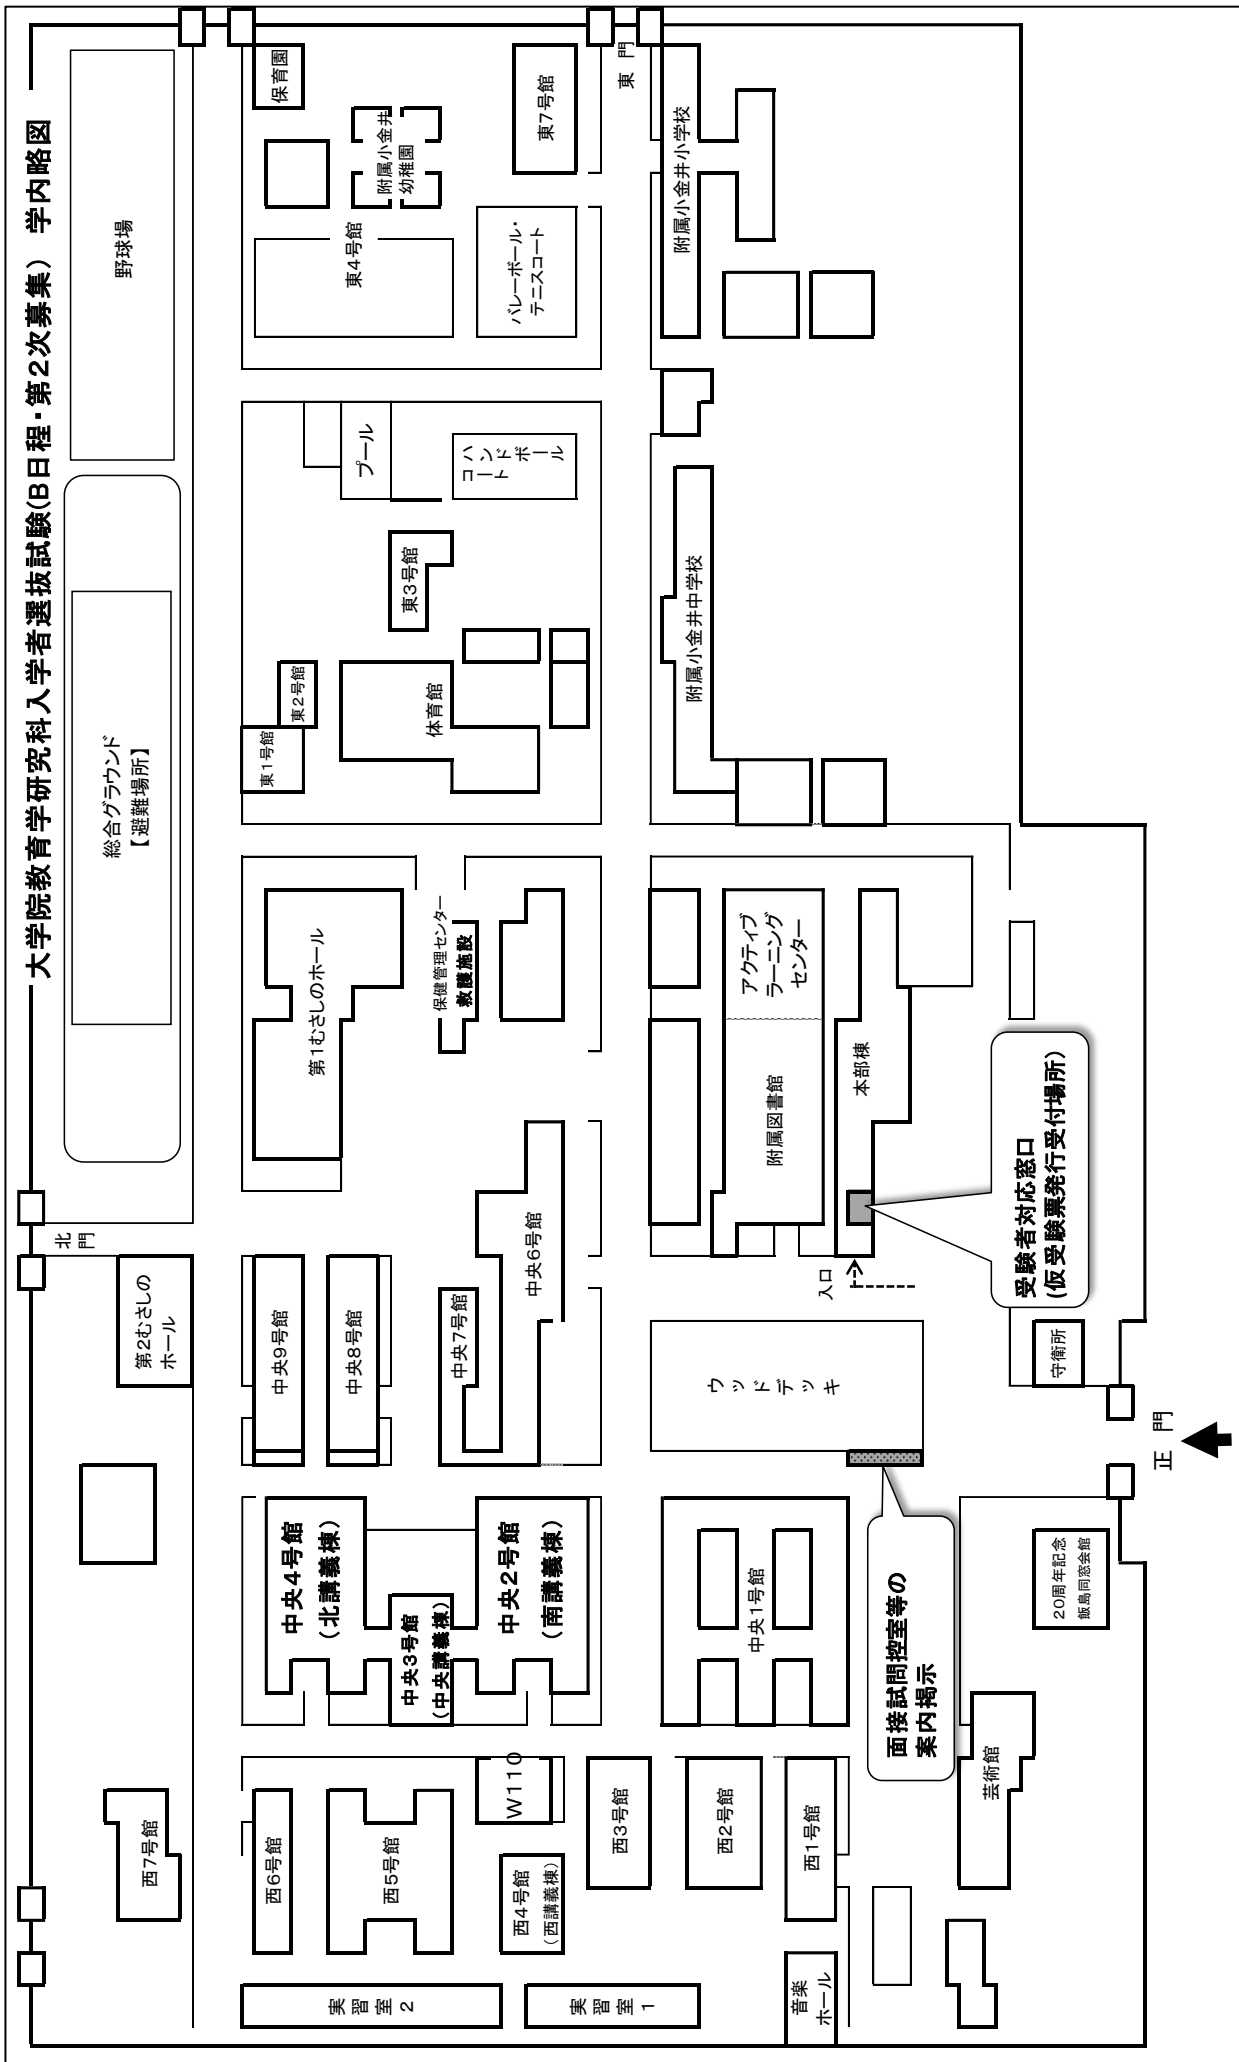 大学院教育学研究科入学者選抜試験(B日程・第2次募集) 学内略図
総合グラウンド
【避難場所】
野球場
北
門
第2むさしの
ホール
西7号館
西6号館
西5号館
W110
西4号館
(西講義棟)
西3号館
西2号館
西1号館
実習室2
実習室1
音楽
ホール
中央4号館
(北講義棟)
中央3号館
(中央講義棟)
中央2号館
(南講義棟)
中央1号館
中央9号館
中央8号館
中央7号館
中央6号館
第1むさしのホール
保健管理センター
救護施設
東1号館
東2号館
体育館
東3号館
プール
ハンドボール
コート
東4号館
バレーボール・
テニスコート
保育園
附属小金井
幼稚園
東7号館
東 門
附属小金井小学校
附属小金井中学校
ウッドデッキ
附属図書館
アクティブ
ラーニング
センター
本部棟
入口
受験者対応窓口
(仮受験票発行受付場所)
面接試問控室等の
案内掲示
芸術館
20周年記念
飯島同窓会館
守衛所
正 門